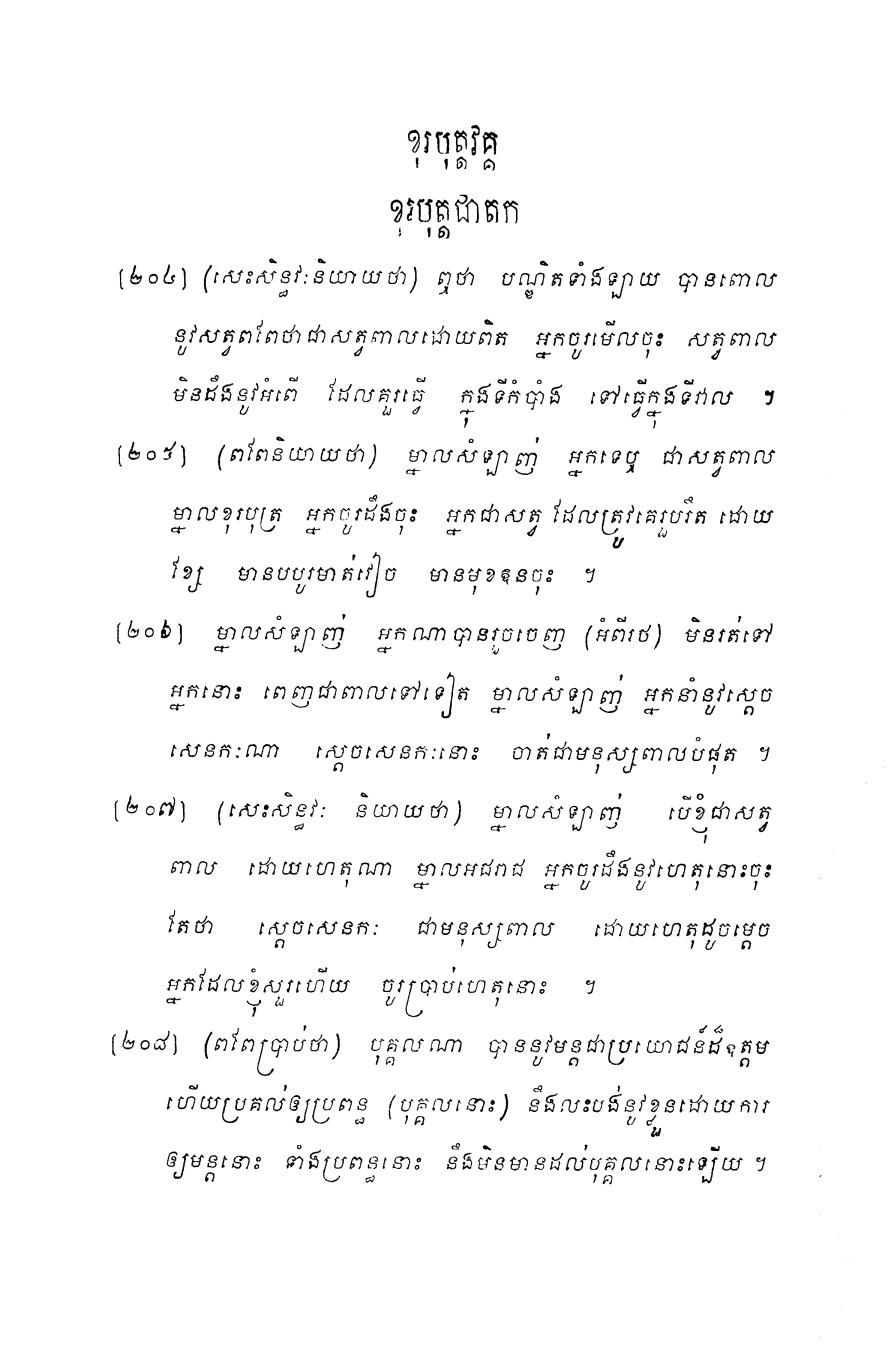 ខុរបុត្តវគ្គ
ខុរបុត្តជាតក
[២០៤] (សេះសិន្ធវៈនិយាយថា) ឮថា បណ្ឌិតទាំងឡាយ បានពោល
នូវសត្វពពែថាជាសត្វពាលដោយពិត អ្នកចូរមើលចុះ សត្វពាល
មិនដឹងនូវអំពើ ដែលគួរធ្វើ ក្នុងទីកំបាំង ទៅធ្វើក្នុងទីវាល ។
[២០៥] (ពពែនិយាយថា) ម្នាលសំឡាញ់ អ្នកទេឬ ជាសត្វពាល
ម្នាលខុរបុត្រ អ្នកចូរដឹងចុះ អ្នកជាសត្វ ដែលត្រូវគេរួបរឹត ដោយ
ខ្សែ មានបបូរមាត់វៀច មានមុខឱនចុះ ។
[២០៦] ម្នាលសំឡាញ់ អ្នកណាបានរួចចេញ (អំពីរថ) មិនរត់ទៅ
អ្នកនោះ ពេញជាពាលទៅទៀត ម្នាលសំឡាញ់ អ្នកនាំនូវស្តេច
សេនកៈណា ស្តេចសេនកៈនោះ ចាត់ជាមនុស្សពាលបំផុត ។
[២០៧] (សេះសិន្ធវៈ និយាយថា) ម្នាលសំឡាញ់ បើខ្ញុំជាសត្វ
ពាល ដោយហេតុណា ម្នាលអជរាជ អ្នកចូរដឹងនូវហេតុនោះចុះ
តែថា ស្តេចសេនកៈ ជាមនុស្សពាល ដោយហេតុដូចម្តេច
អ្នកដែលខ្ញុំសួរហើយ ចូរប្រាប់ហេតុនោះ ។
[២០៨] (ពពែប្រាប់ថា) បុគ្គលណា បាននូវមន្តជាប្រយោជន៍ដ៏ឧត្តម
ហើយប្រគល់ឲ្យប្រពន្ធ (បុគ្គលនោះ) នឹងលះបង់នូវខ្លួនដោយការ
ឲ្យមន្តនោះ ទាំងប្រពន្ធនោះ នឹងមិនមានដល់បុគ្គលនោះឡើយ ។